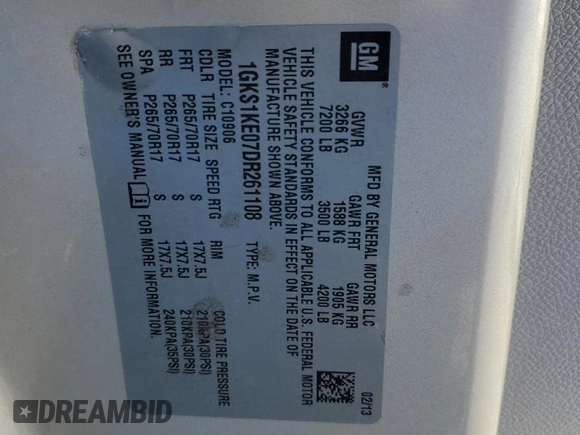 GM
®
MFD BY GENERAL MOTORS LLC 02/13
GVWR GAWR FRT GAWR RR
3266 KG 1588 KG 1905 KG
7200 LB 3500 LB 4200 LB
THIS VEHICLE CONFORMS TO ALL APPLICABLE U.S. FEDERAL MOTOR
VEHICLE SAFETY STANDARDS IN EFFECT ON THE DATE OF
MANUFACTURE SHOWN ABOVE.
1GKS1KE07DR261108 TYPE: M.P.V.
MODEL: C10906
CDLR TIRE SIZE SPEED RTG RIM COLD TIRE PRESSURE
FRT P265/70R17 S 17X7.5J 210KPA(30PSI)
RR P265/70R17 S 17X7.5J 210KPA(30PSI)
SPA P265/70R17 S 17X7.5J 240KPA(35PSI)
SEE OWNER'S MANUAL i FOR MORE INFORMATION.
DREAMBID